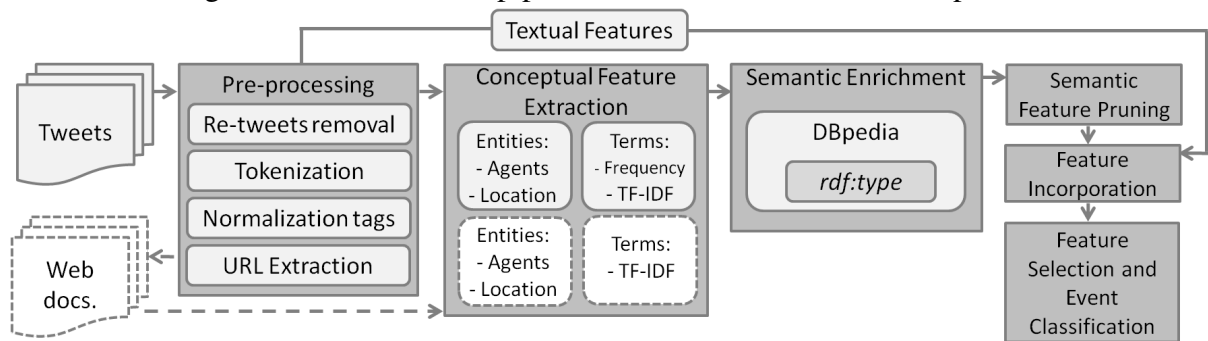 Textual Features
Tweets
Pre-processing
Re-tweets removal
Tokenization
Normalization tags
URL Extraction
Web
docs.
Conceptual Feature
Extraction
Entities:
- Agents
- Location
Terms:
- Frequency
- TF-IDF
Entities:
- Agents
- Location
Terms:
- TF-IDF
Semantic Enrichment
DBpedia
rdf:type
Semantic
Feature Pruning
Feature
Incorporation
Feature
Selection and
Event
Classification